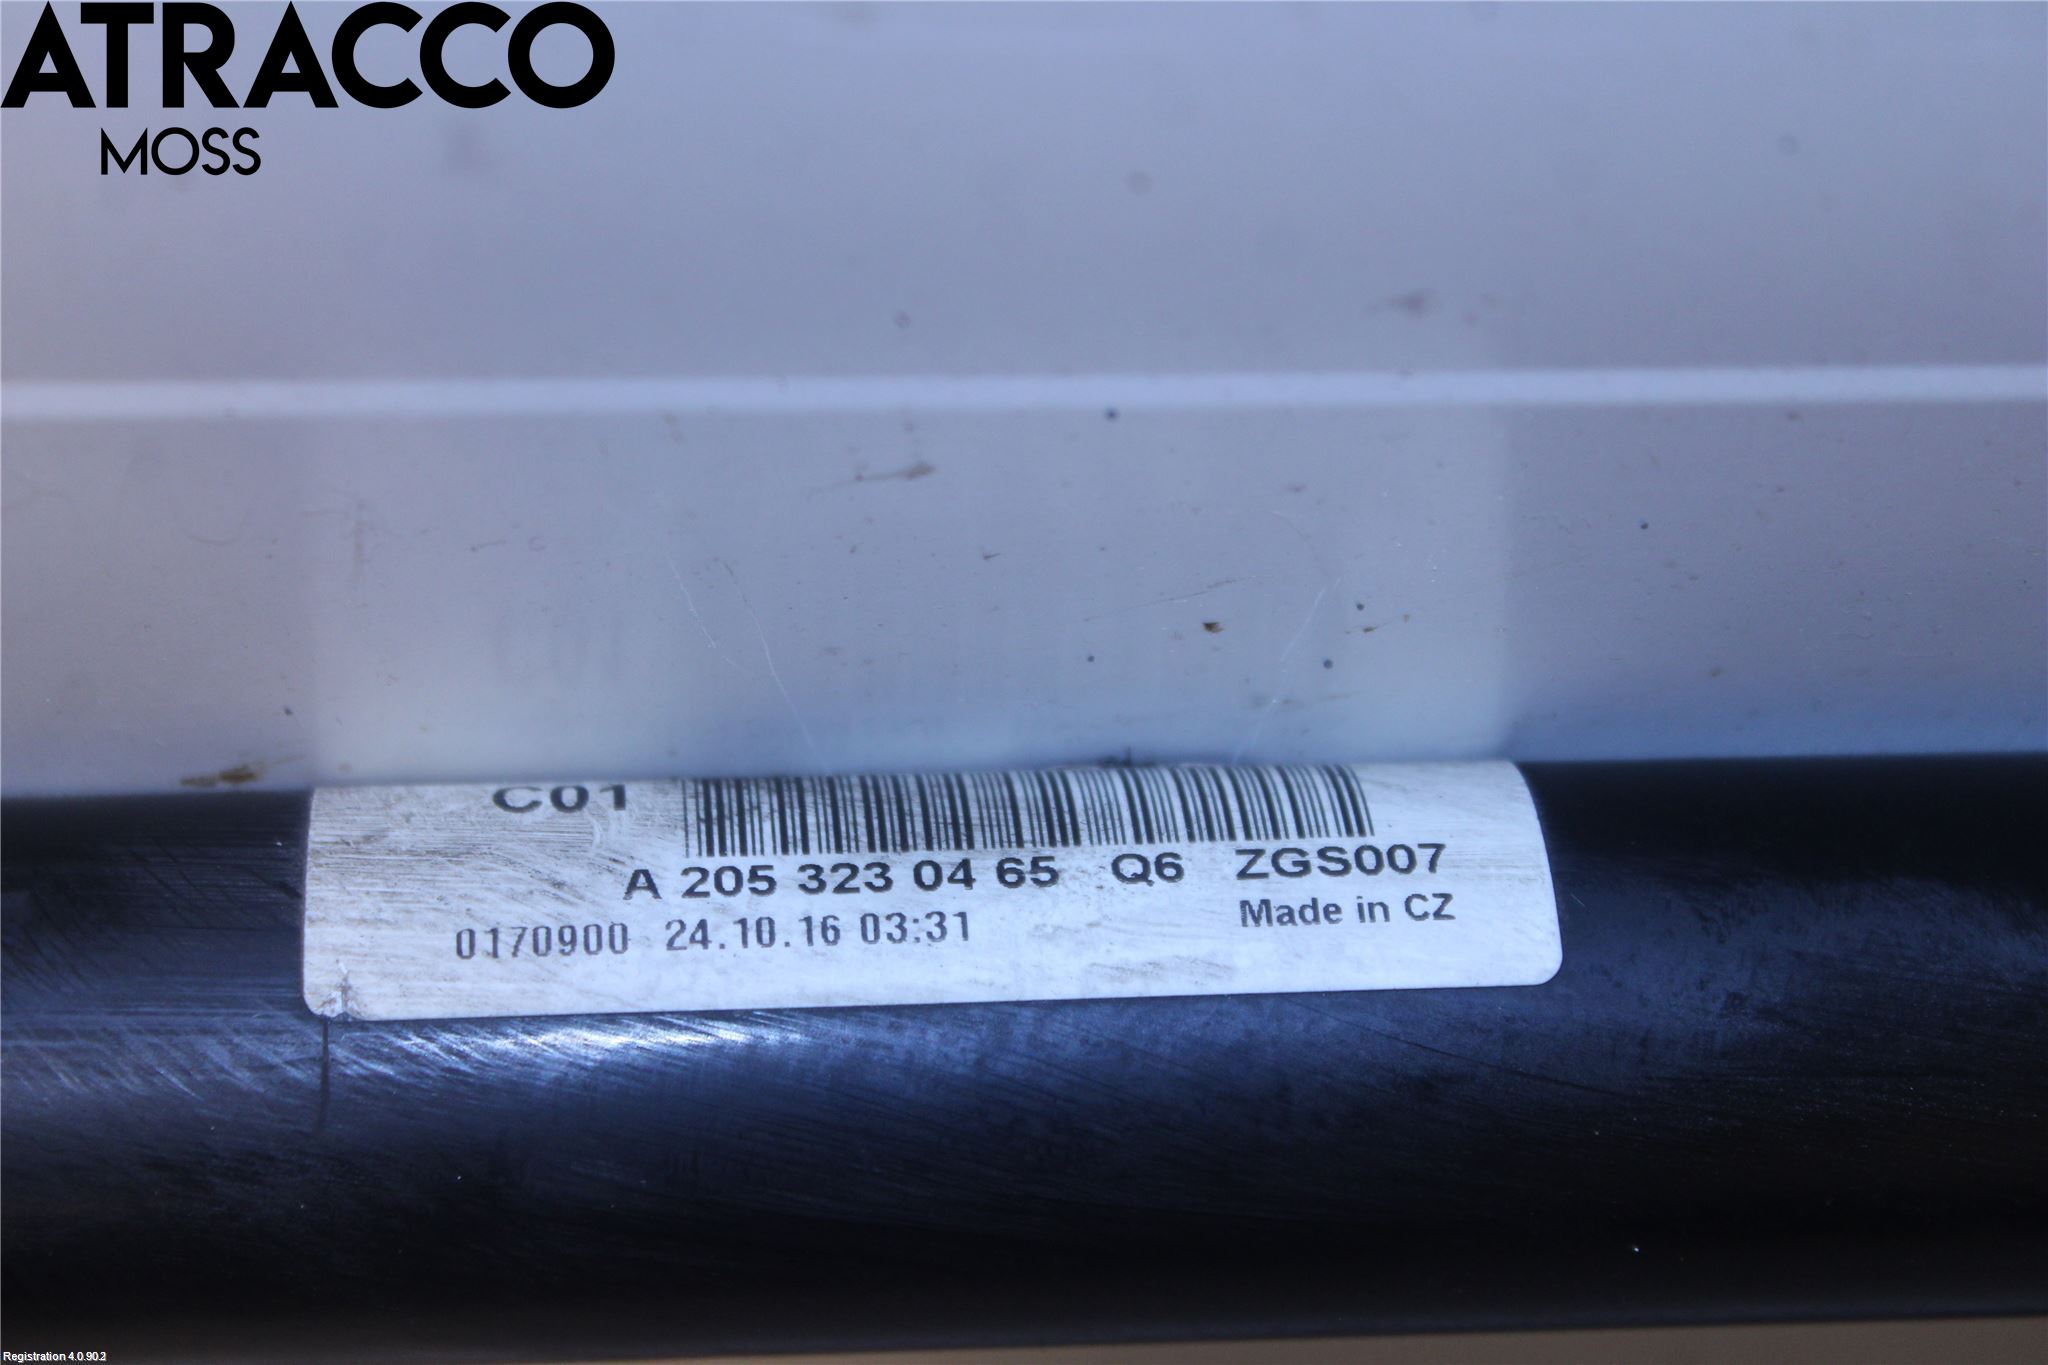 ATRACCO
MOSS
C01
A 205 323 04 65 Q6 ZGS007
0170900 24.10.16 03:31
Made in CZ
Registration 4.0.90.2